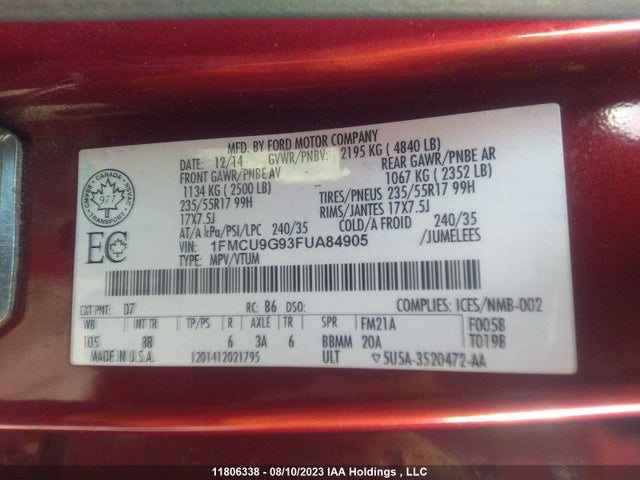 MFD. BY FORD MOTOR COMPANY
DATE: 12/14 GVWR/PNBV: 2195 KG ( 4840 LB)
FRONT GAWR/PNBE AV REAR GAWR/PNBE AR
1134 KG ( 2500 LB) 1067 KG ( 2352 LB)
235/55R17 99H TIRES/PNEUS 235/55R17 99H
17X7.5J RIMS/JANTES 17X7.5J
AT/A kPa/PSI/LPC 240/35 COLD/A FROID 240/35
VIN: 1FMCU9G93FUA84905 /JUMELEES
TYPE: MPV/VTUM
CANADA
977
TRANSPORT
EC
EXT PNT: D7 RC: B6 DSO: COMPLIES: ICES/NMB-002
WB INT TR TP/PS R AXLE TR SPR FM21A F005B
105 8B 6 3A 6 BBMM 20A T019B
MADE IN U.S.A. 1201412021795 ULT 5U5A-3520472-AA
11806338 - 08/10/2023 IAA Holdings , LLC